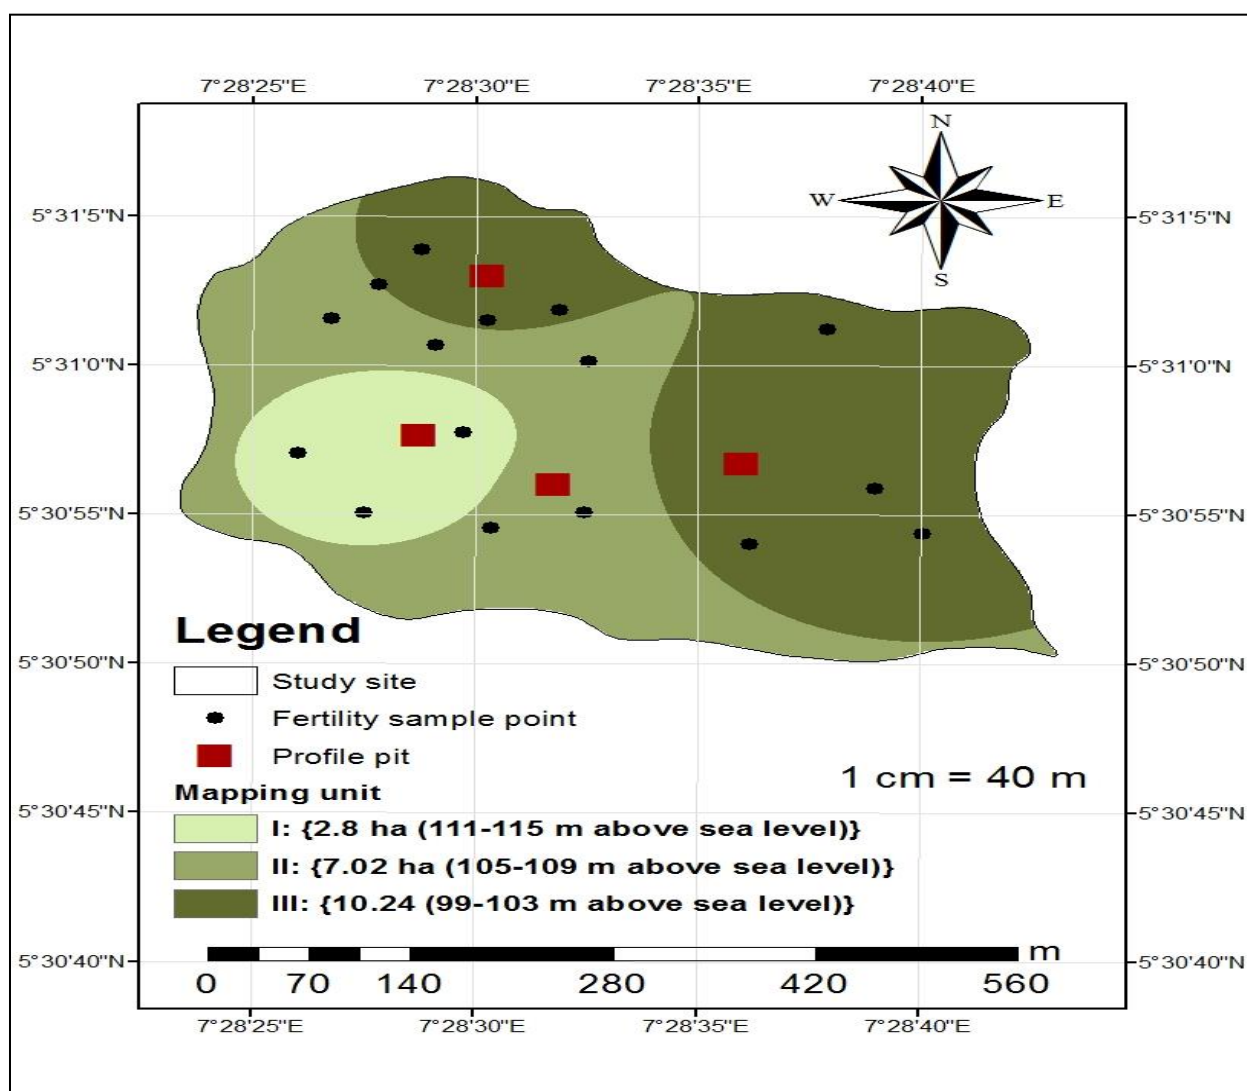 7°28'25"E 7°28'30"E 7°28'35"E 7°28'40"E
N
W E
S
5°31'5"N 5°31'5"N
5°31'0"N 5°31'0"N
5°30'55"N 5°30'55"N
Legend
5°30'50"N 5°30'50"N
Study site
Fertility sample point
Profile pit
1 cm = 40 m
Mapping unit
5°30'45"N 5°30'45"N
I: {2.8 ha (111-115 m above sea level)}
II: {7.02 ha (105-109 m above sea level)}
III: {10.24 (99-103 m above sea level)}
5°30'40"N 5°30'40"N
m
0 70 140 280 420 560
7°28'25"E 7°28'30"E 7°28'35"E 7°28'40"E